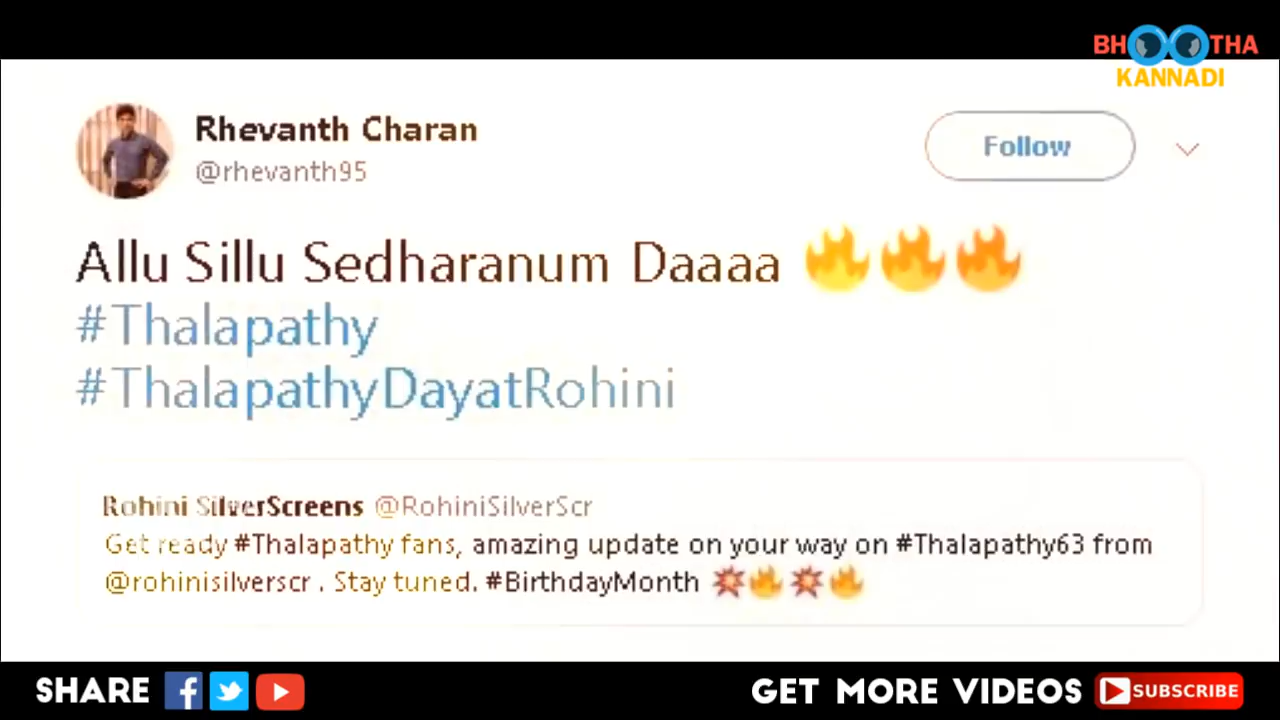 BHOOTHA
KANNADI
Rhevanth Charan
@rhevanth95
Follow
Allu Sillu Sedharanum Daaaa 🔥🔥🔥
#Thalapathy
#ThalapathyDayatRohini
Rohini SilverScreens @RohiniSilverScr
Get ready #Thalapathy fans, amazing update on your way on #Thalapathy63 from
@rohinisilverscr . Stay tuned. #BirthdayMonth 💥🔥💥🔥
SHARE
GET MORE VIDEOS
SUBSCRIBE